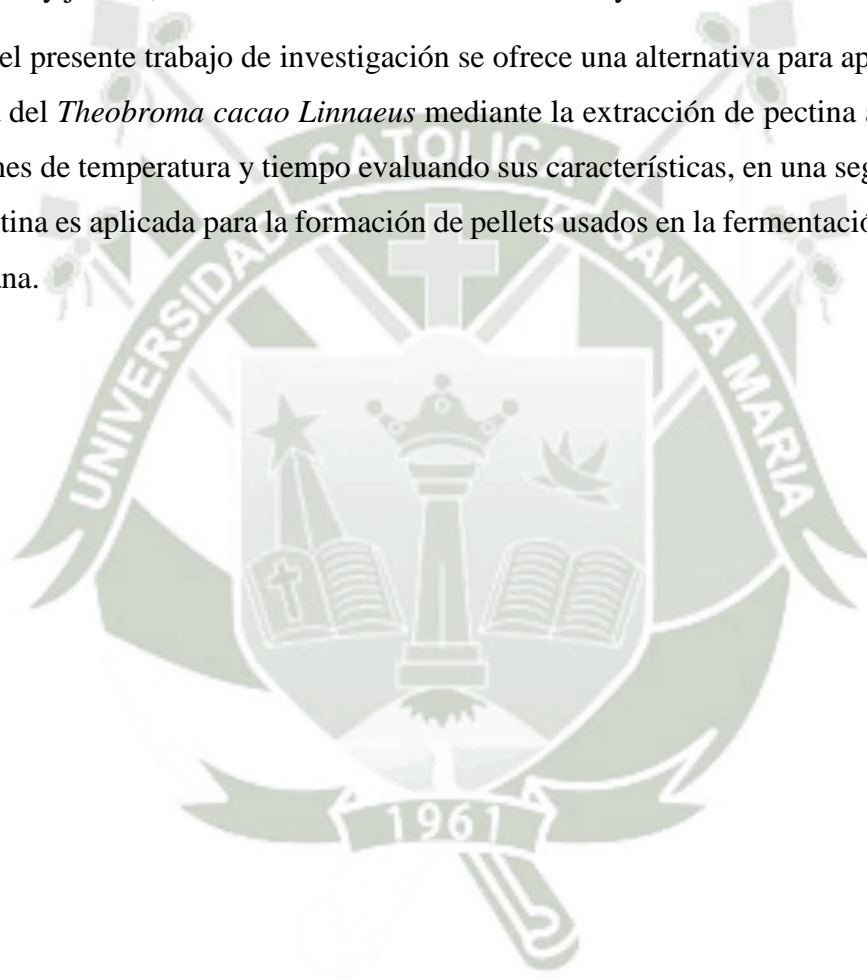 el presente trabajo de investigación se ofrece una alternativa para ap
del Theobroma cacao Linnaeus mediante la extracción de pectina
nes de temperatura y tiempo evaluando sus características, en una seg
tina es aplicada para la formación de pellets usados en la fermentació
na.
UNIVERSIDAD CATOLICA SANTA MARIA
1961